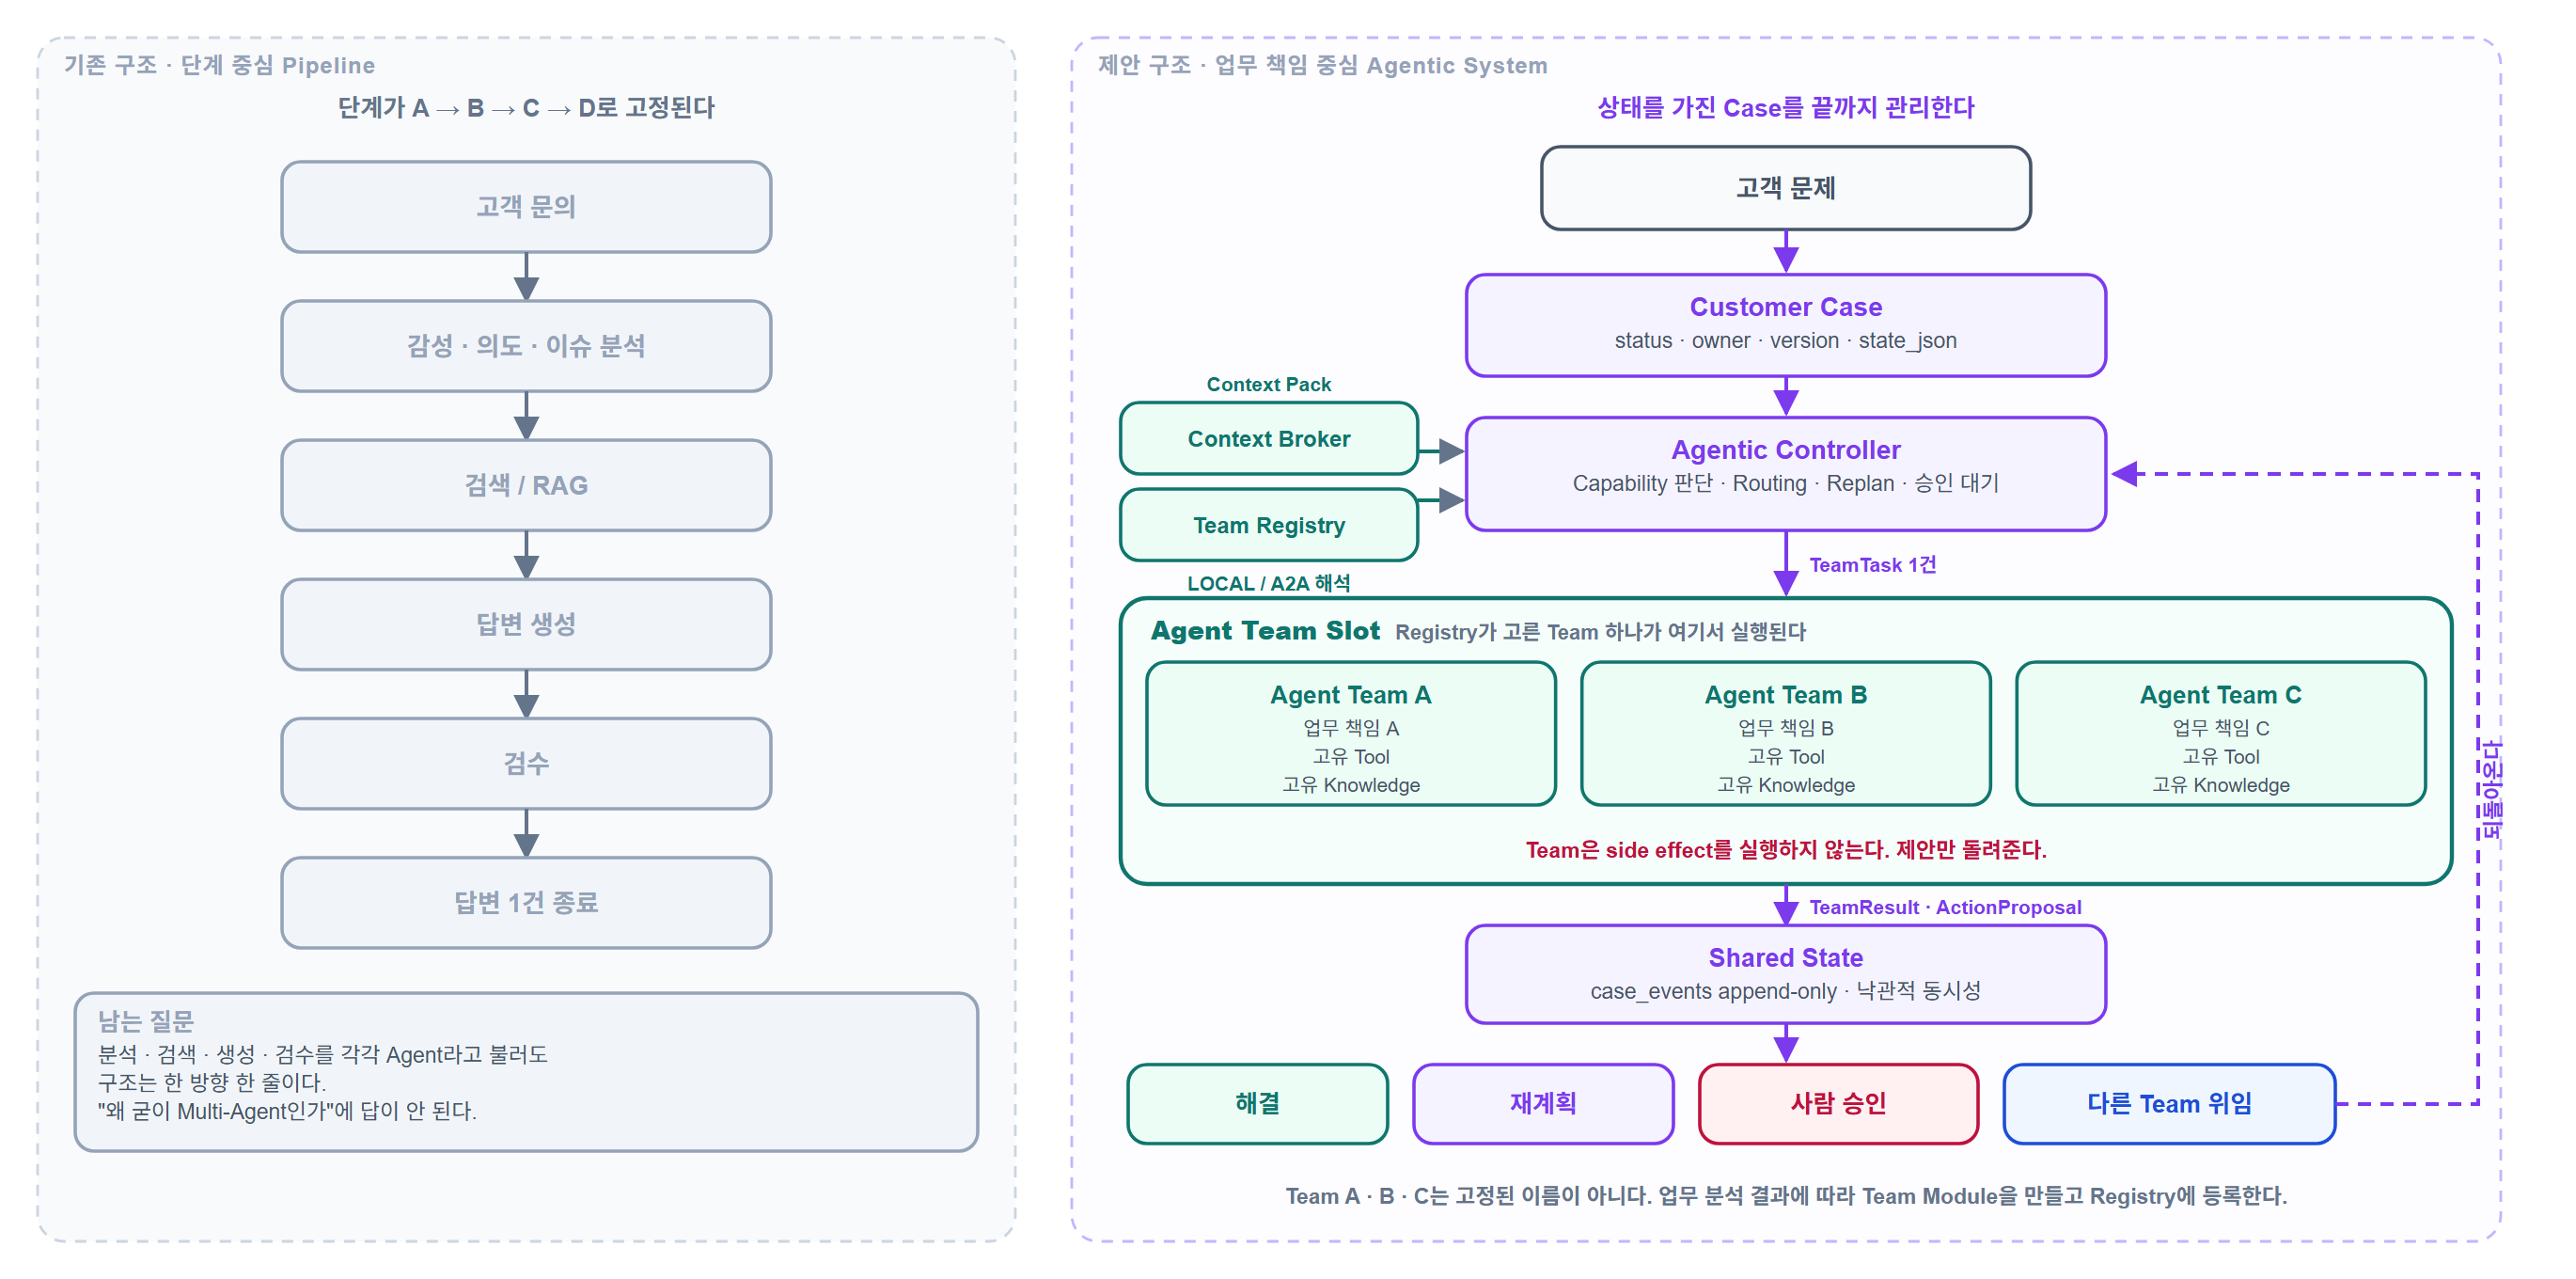 기존 구조 · 단계 중심 Pipeline
단계가 A → B → C → D로 고정된다
고객 문의
감성 · 의도 · 이슈 분석
검색 / RAG
답변 생성
검수
답변 1건 종료
남는 질문
분석 · 검색 · 생성 · 검수를 각각 Agent라고 불러도
구조는 한 방향 한 줄이다.
"왜 굳이 Multi-Agent인가"에 답이 안 된다.
제안 구조 · 업무 책임 중심 Agentic System
상태를 가진 Case를 끝까지 관리한다
고객 문제
Customer Case
status · owner · version · state_json
Context Pack
Context Broker
Team Registry
LOCAL / A2A 해석
Agentic Controller
Capability 판단 · Routing · Replan · 승인 대기
TeamTask 1건
Agent Team Slot Registry가 고른 Team 하나가 여기서 실행된다
Agent Team A
업무 책임 A
고유 Tool
고유 Knowledge
Agent Team B
업무 책임 B
고유 Tool
고유 Knowledge
Agent Team C
업무 책임 C
고유 Tool
고유 Knowledge
Team은 side effect를 실행하지 않는다. 제안만 돌려준다.
되돌아온다
TeamResult · ActionProposal
Shared State
case_events append-only · 낙관적 동시성
해결
재계획
사람 승인
다른 Team 위임
Team A · B · C는 고정된 이름이 아니다. 업무 분석 결과에 따라 Team Module을 만들고 Registry에 등록한다.